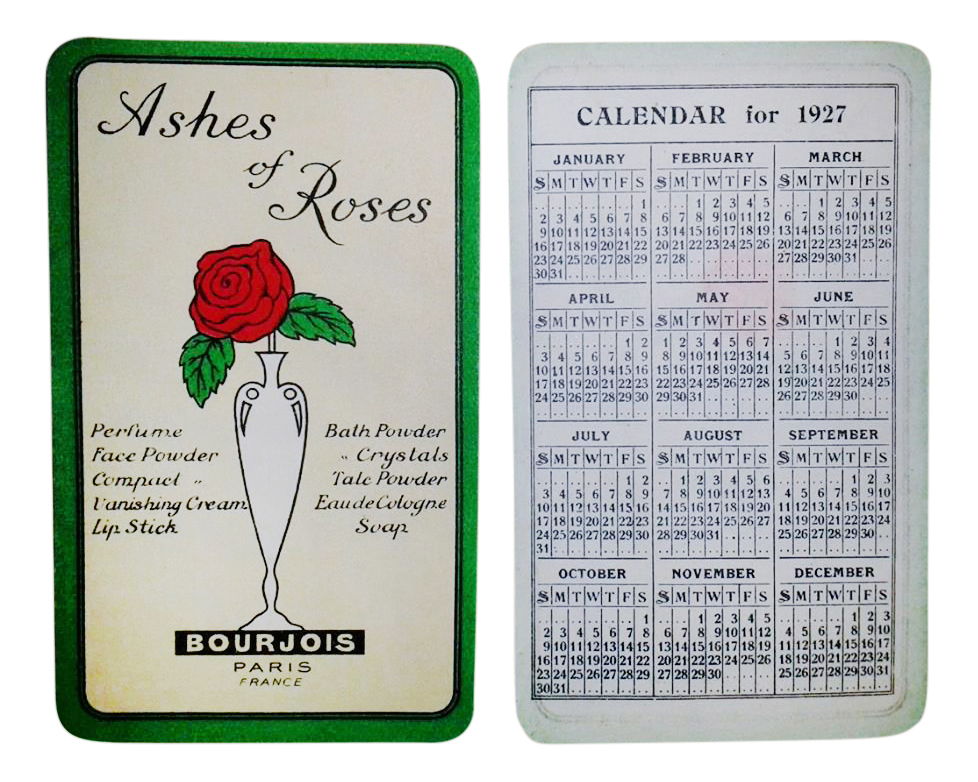 Ashes
of
Roses
Perfume
Face Powder
Compact "
Vanishing Cream
Lip Stick
Bath Powder
" Crystals
Talc Powder
Eau de Cologne
Soap
BOURJOIS
PARIS
FRANCE
CALENDAR for 1927
JANUARY
S M T W T F S
1
2 3 4 5 6 7 8
9 10 11 12 13 14 15
16 17 18 19 20 21 22
23 24 25 26 27 28 29
30 31
FEBRUARY
S M T W T F S
1 2 3 4 5
6 7 8 9 10 11 12
13 14 15 16 17 18 19
20 21 22 23 24 25 26
27 28
MARCH
S M T W T F S
1 2 3 4 5
6 7 8 9 10 11 12
13 14 15 16 17 18 19
20 21 22 23 24 25 26
27 28 29 30 31
APRIL
S M T W T F S
1 2
3 4 5 6 7 8 9
10 11 12 13 14 15 16
17 18 19 20 21 22 23
24 25 26 27 28 29 30
MAY
S M T W T F S
1 2 3 4 5 6 7
8 9 10 11 12 13 14
15 16 17 18 19 20 21
22 23 24 25 26 27 28
29 30 31
JUNE
S M T W T F S
1 2 3 4
5 6 7 8 9 10 11
12 13 14 15 16 17 18
19 20 21 22 23 24 25
26 27 28 29 30
JULY
S M T W T F S
1 2
3 4 5 6 7 8 9
10 11 12 13 14 15 16
17 18 19 20 21 22 23
24 25 26 27 28 29 30
31
AUGUST
S M T W T F S
1 2 3 4 5 6
7 8 9 10 11 12 13
14 15 16 17 18 19 20
21 22 23 24 25 26 27
28 29 30 31
SEPTEMBER
S M T W T F S
1 2 3
4 5 6 7 8 9 10
11 12 13 14 15 16 17
18 19 20 21 22 23 24
25 26 27 28 29 30
OCTOBER
S M T W T F S
1
2 3 4 5 6 7 8
9 10 11 12 13 14 15
16 17 18 19 20 21 22
23 24 25 26 27 28 29
30 31
NOVEMBER
S M T W T F S
1 2 3 4 5
6 7 8 9 10 11 12
13 14 15 16 17 18 19
20 21 22 23 24 25 26
27 28 29 30
DECEMBER
S M T W T F S
1 2 3
4 5 6 7 8 9 10
11 12 13 14 15 16 17
18 19 20 21 22 23 24
25 26 27 28 29 30 31